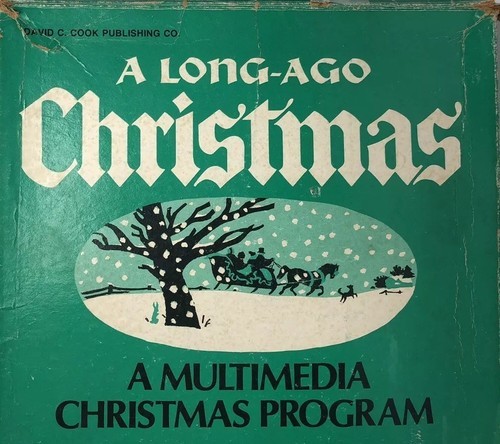 DAVID C. COOK PUBLISHING CO.
A LONG-AGO
Christmas
A MULTIMEDIA
CHRISTMAS PROGRAM